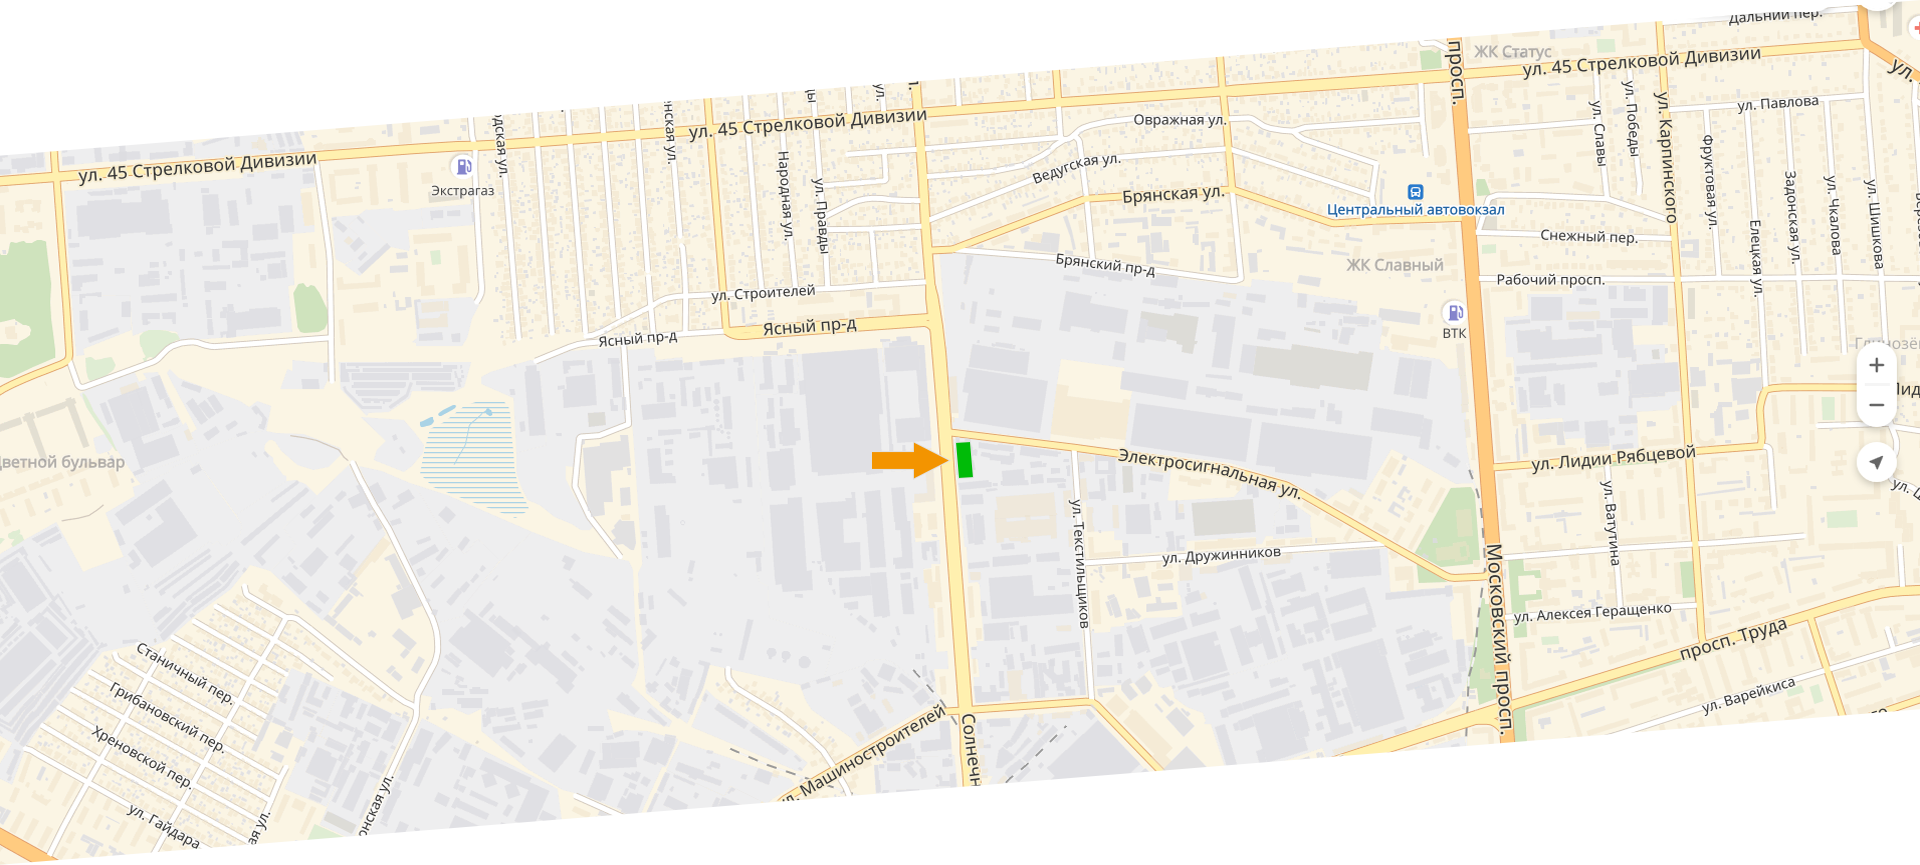 Дальний пер.
ЖК Статус
просп.
ул. 45 Стрелковой Дивизии
ул.
ул. Павлова
ул. Победы
ул. Славы
ул. Карпинского
ул.
ул. 45 Стрелковой Дивизии
Овражная ул.
ул. 45 Стрелковой Дивизии
Экстрагаз
Народная ул.
ул. Правды
Ведугская ул.
Брянская ул.
Центральный автовокзал
Фруктовая ул.
Задонская ул.
ул. Чкалова
ул. Шишкова
Елецкая ул.
Снежный пер.
Брянский пр-д
ЖК Славный
Рабочий просп.
ул. Строителей
Ясный пр-д
Ясный пр-д
ВТК
+
−
ул. Лидии Рябцевой
Электросигнальная ул.
ул. Текстильщиков
ул. Дружинников
ул. Ватутина
Московский просп.
ул. Алексея Геращенко
просп. Труда
ул. Варейкиса
Станичный пер.
Грибановский пер.
Хреновской пер.
ул. Гайдара
ул. Машиностроителей